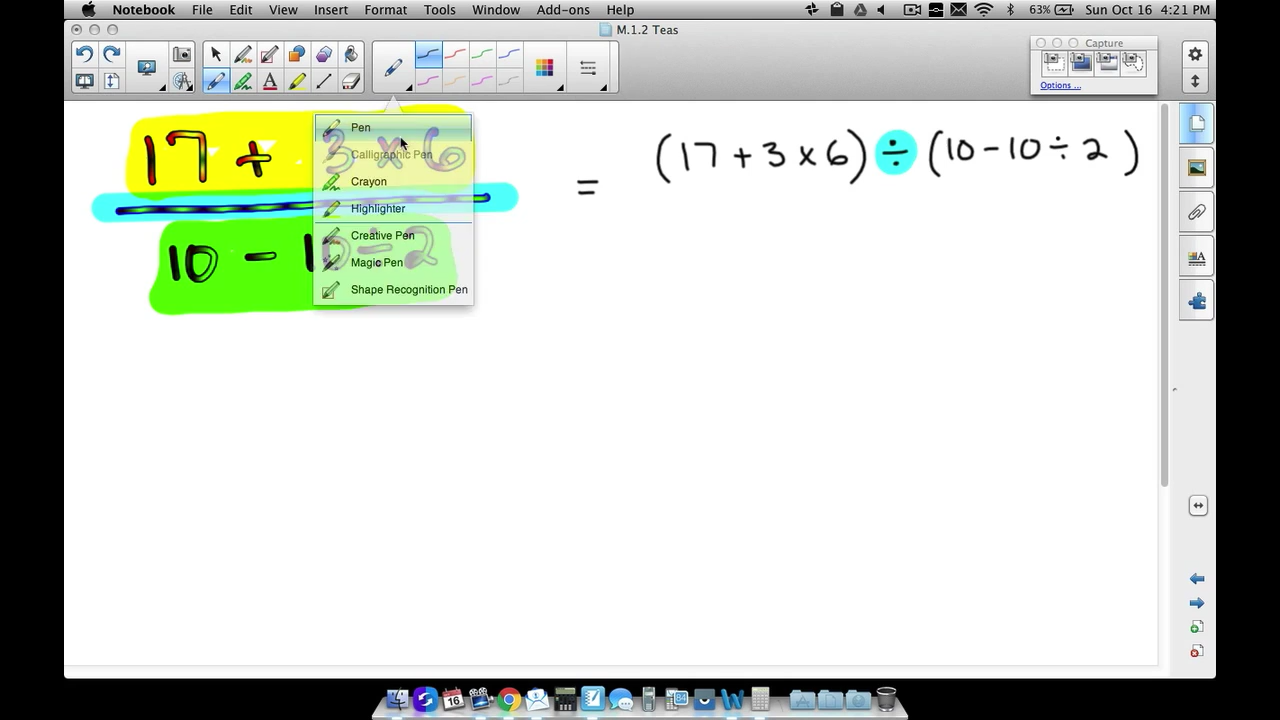 Notebook File Edit View Insert Format Tools Window Add-ons Help 63% Sun Oct 16 4:21 PM
M.1.2 Teas
Capture
Options ...
17 + 3 x 6
10 - 10 ÷ 2
= (17 + 3 x 6) ÷ (10 - 10 ÷ 2 )
Pen
Calligraphic Pen
Crayon
Highlighter
Creative Pen
Magic Pen
Shape Recognition Pen